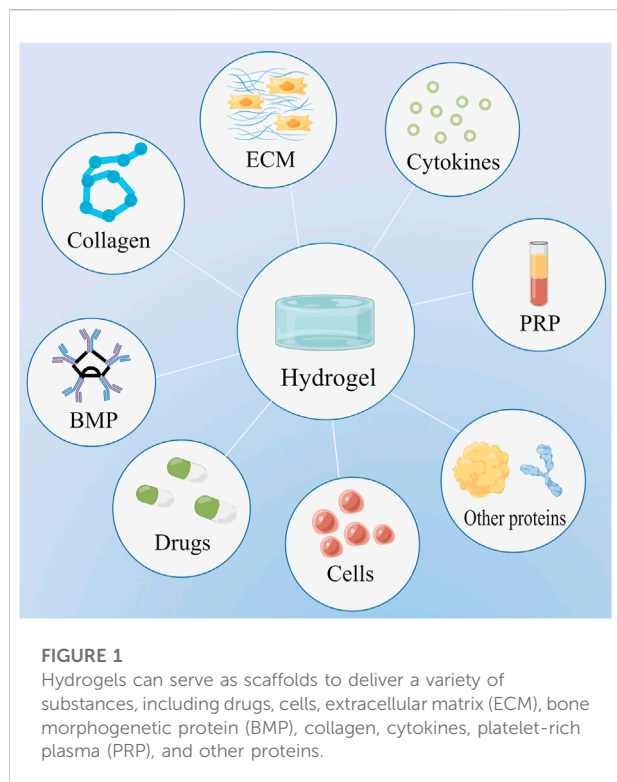 ECM
Cytokines
Collagen
PRP
Hydrogel
BMP
Other proteins
Drugs
Cells
FIGURE 1
Hydrogels can serve as scaffolds to deliver a variety of
substances, including drugs, cells, extracellular matrix (ECM), bone
morphogenetic protein (BMP), collagen, cytokines, platelet-rich
plasma (PRP), and other proteins.